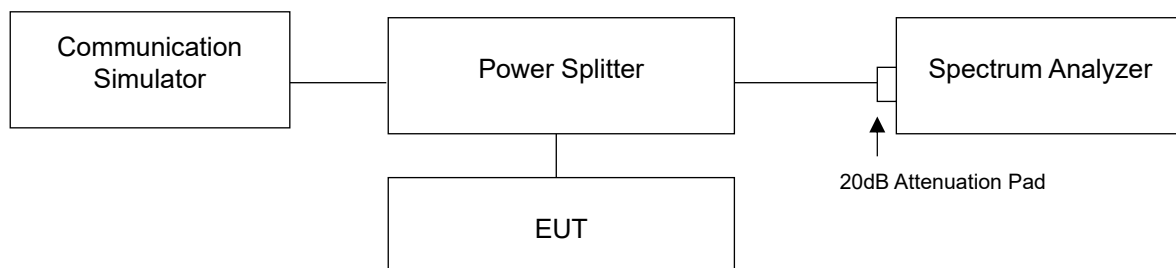 Communication
Simulator
Power Splitter
Spectrum Analyzer
20dB Attenuation Pad
EUT